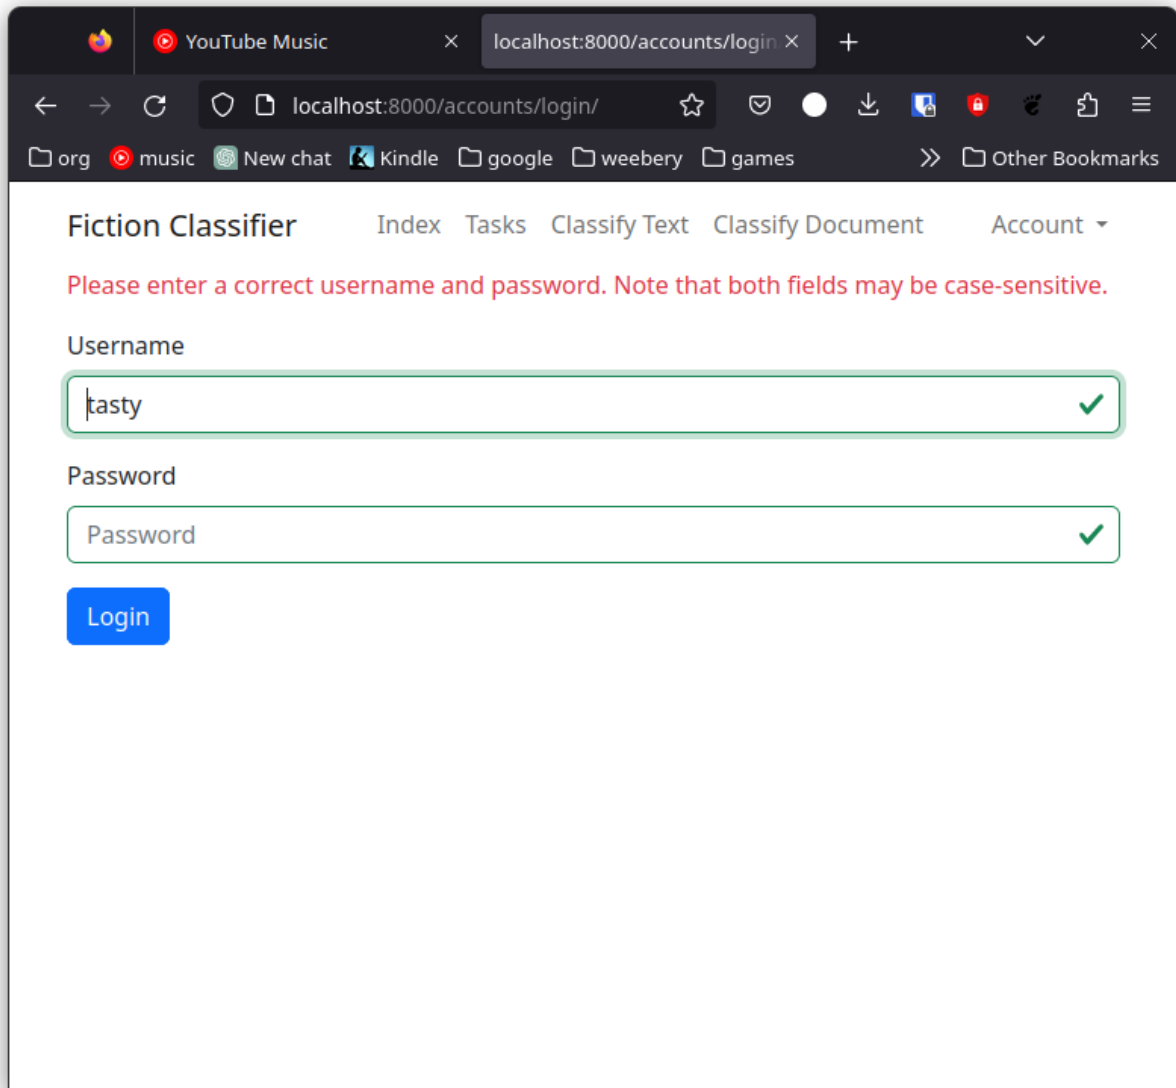 YouTube Music
localhost:8000/accounts/login
localhost:8000/accounts/login/
org music New chat Kindle google weebery games Other Bookmarks
Fiction Classifier Index Tasks Classify Text Classify Document Account
Please enter a correct username and password. Note that both fields may be case-sensitive.
Username
tasty
Password
Password
Login